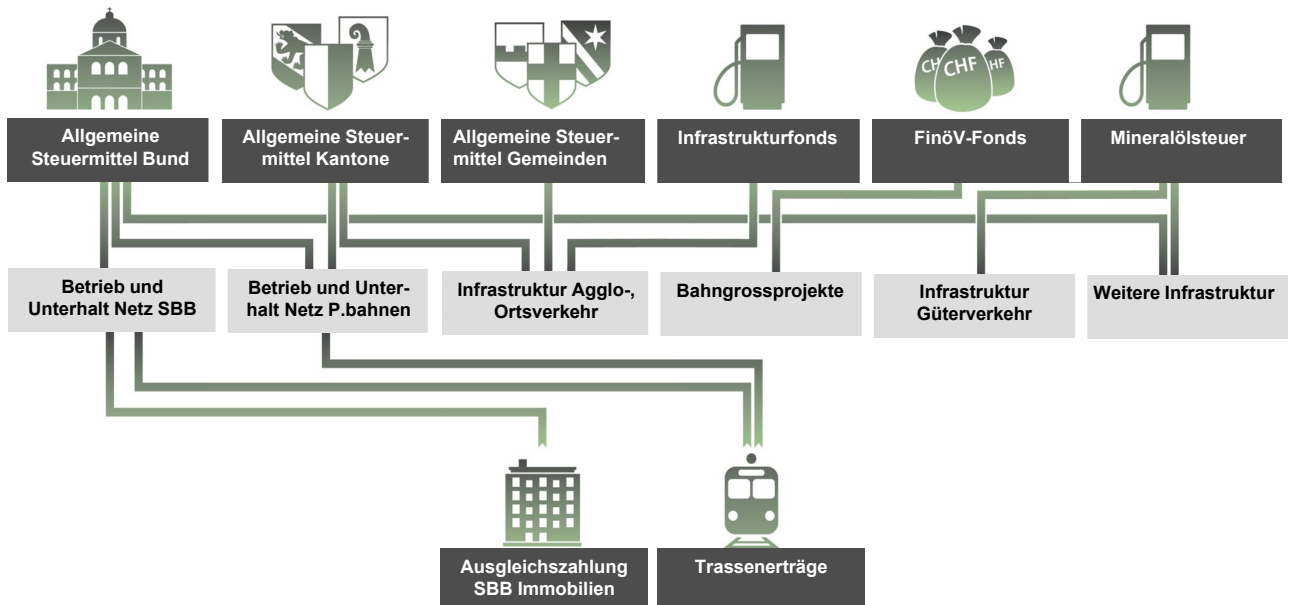 CH
CHF
HF
Allgemeine
Steuermittel Bund
Allgemeine Steuer-
mittel Kantone
Allgemeine Steuer-
mittel Gemeinden
Infrastrukturfonds
FinöV-Fonds
Mineralölsteuer
Betrieb und
Unterhalt Netz SBB
Betrieb und Unter-
halt Netz P.bahnen
Infrastruktur Agglo-,
Ortsverkehr
Bahngrossprojekte
Infrastruktur
Güterverkehr
Weitere Infrastruktur
Ausgleichszahlung
SBB Immobilien
Trassenerträge